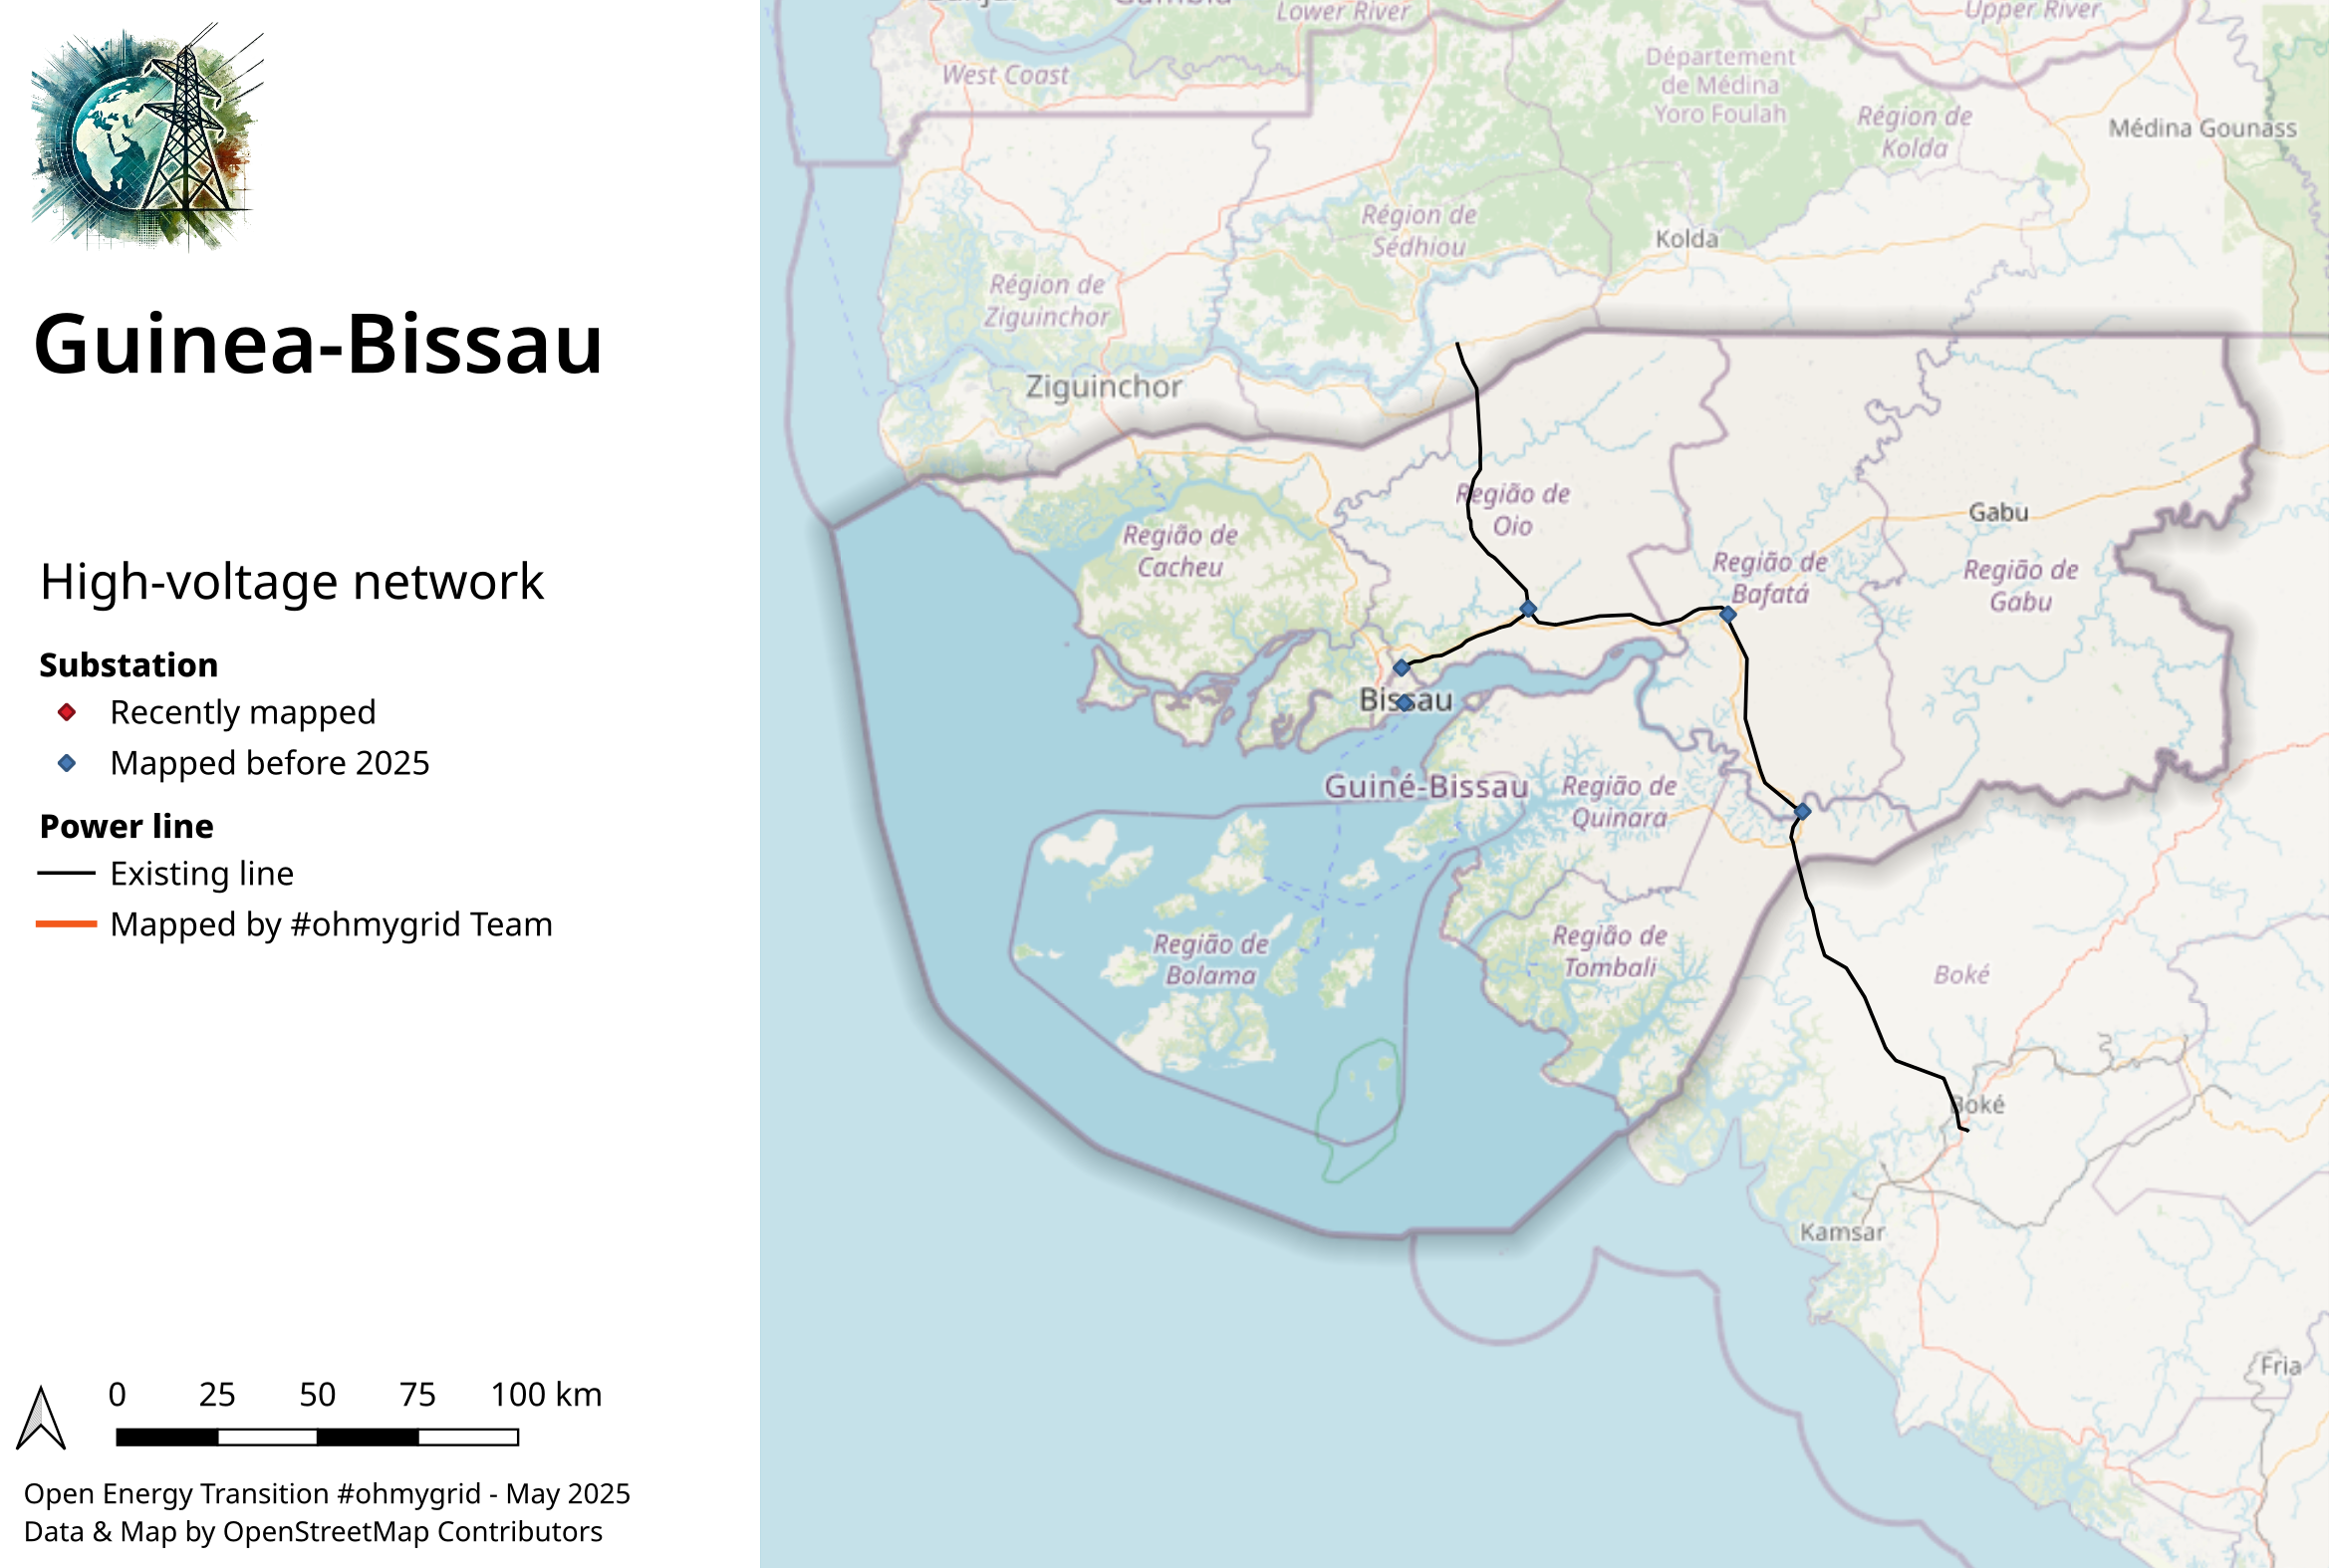 Guinea-Bissau
High-voltage network
Substation
Recently mapped
Mapped before 2025
Power line
Existing line
Mapped by #ohmygrid Team
0 25 50 75 100 km
Open Energy Transition #ohmygrid - May 2025
Data & Map by OpenStreetMap Contributors
Lower River
Upper River
West Coast
Département
de Médina
Yoro Foulah
Région de
Kolda
Médina Gounass
Région de
Sédhiou
Kolda
Région de
Ziguinchor
Ziguinchor
Região de
Oio
Região de
Cacheu
Gabu
Região de
Bafatá
Região de
Gabu
Bissau
Guiné-Bissau
Região de
Quinara
Região de
Bolama
Região de
Tombali
Boké
Boké
Kamsar
Fria